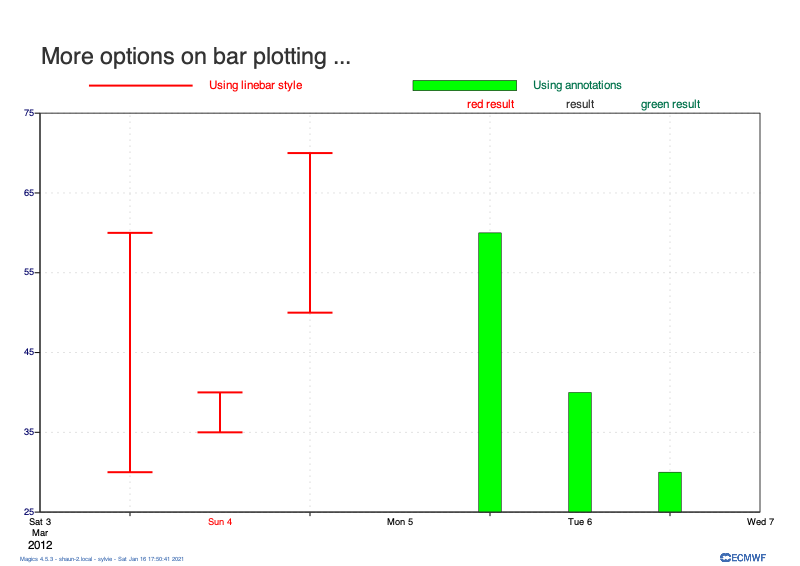 More options on bar plotting ...
Using linebar style
Using annotations
red result
result
green result
75
65
55
45
35
25
Sat 3
Sun 4
Mon 5
Tue 6
Wed 7
Mar
2012
Magics 4.5.3 - shaun-2.local - sylvie - Sat Jan 16 17:50:41 2021
ECMWF